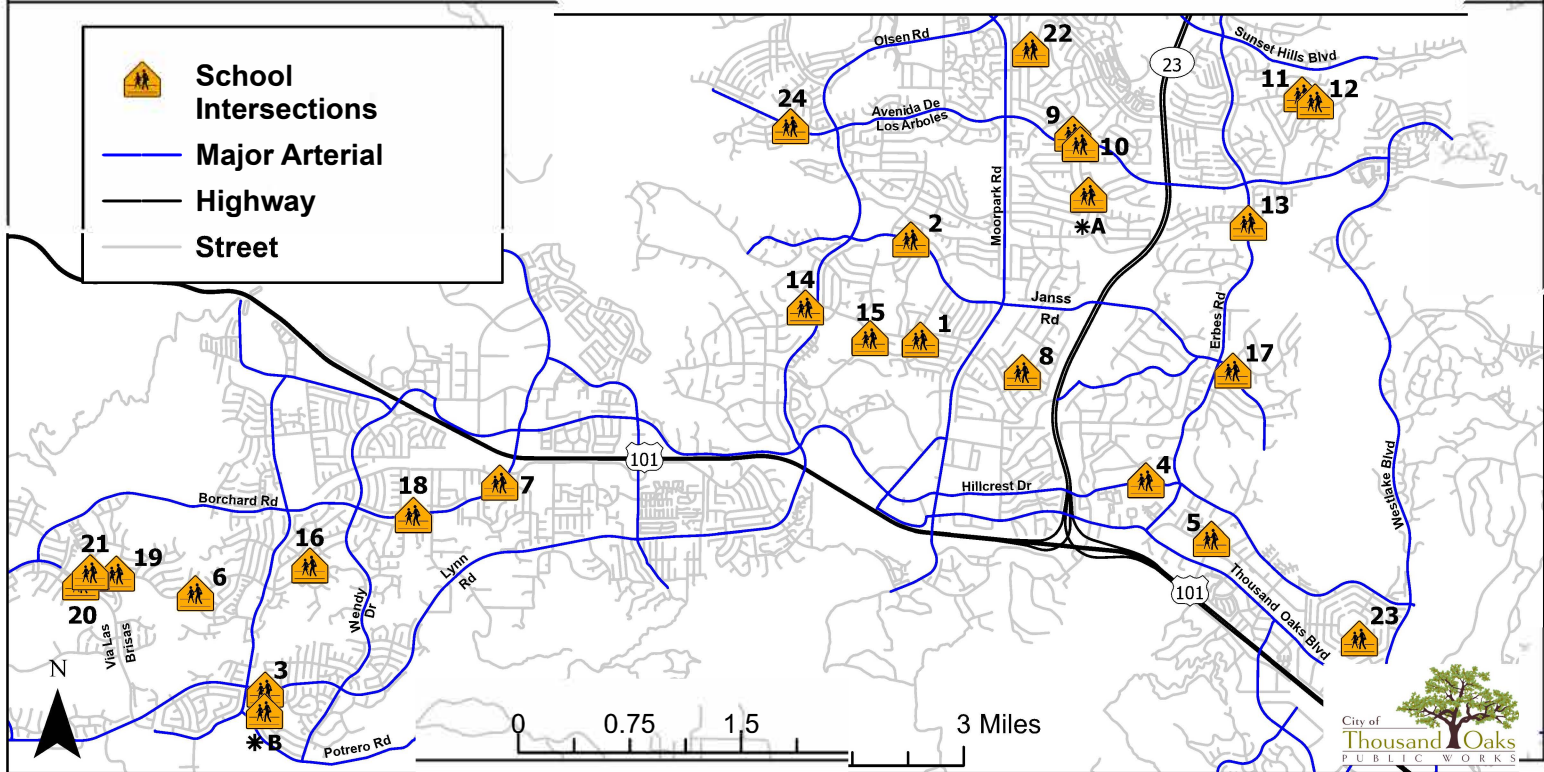 School
Intersections
Major Arterial
Highway
Street
Olsen Rd
22
23
Sunset Hills Blvd
11
12
24
Avenida De
Los Arboles
9
10
Moorpark Rd
13
*A
2
14
15
1
Janss
Rd
Erbes Rd
8
17
101
Westlake Blvd
4
Hillcrest Dr
7
18
Borchard Rd
5
16
21
19
6
20
Lynn
Rd
Wendy
Dr
101
Thousand Oaks Blvd
23
Via Las
Brisas
N
3
*B
Potrero Rd
0 0.75 1.5 3 Miles
City of
Thousand Oaks
PUBLIC WORKS